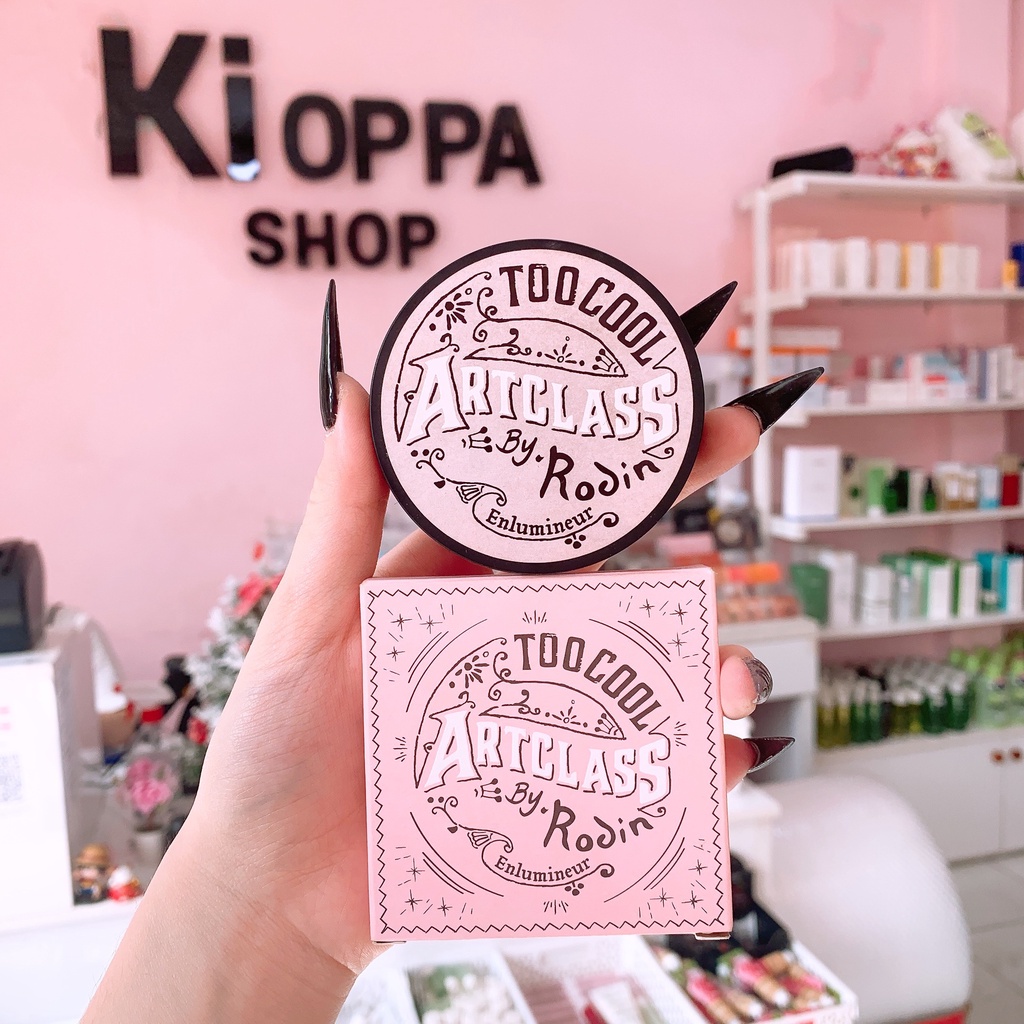 Ki OPPA
SHOP
TOO COOL
ARTCLASS
By. Rodin
Enlumineur
TOO COOL
ARTCLASS
By. Rodin
Enlumineur